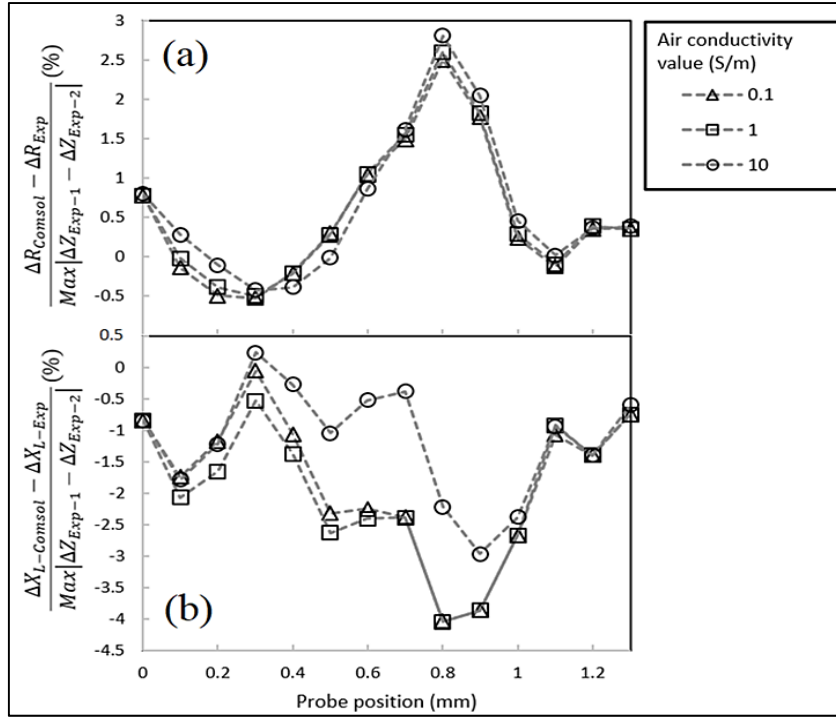 (a)
3
2.5
2
1.5
1
0.5
0
-0.5
0.5
ΔR_Comsol − ΔR_Exp
Max|ΔZ_Exp−1 − ΔZ_Exp−2|
(%)
(b)
0
-0.5
-1
-1.5
-2
-2.5
-3
-3.5
-4
-4.5
ΔX_L−Comsol − ΔX_L−Exp
Max|ΔZ_Exp−1 − ΔZ_Exp−2|
(%)
0 0.2 0.4 0.6 0.8 1 1.2
Probe position (mm)
Air conductivity
value (S/m)
0.1
1
10